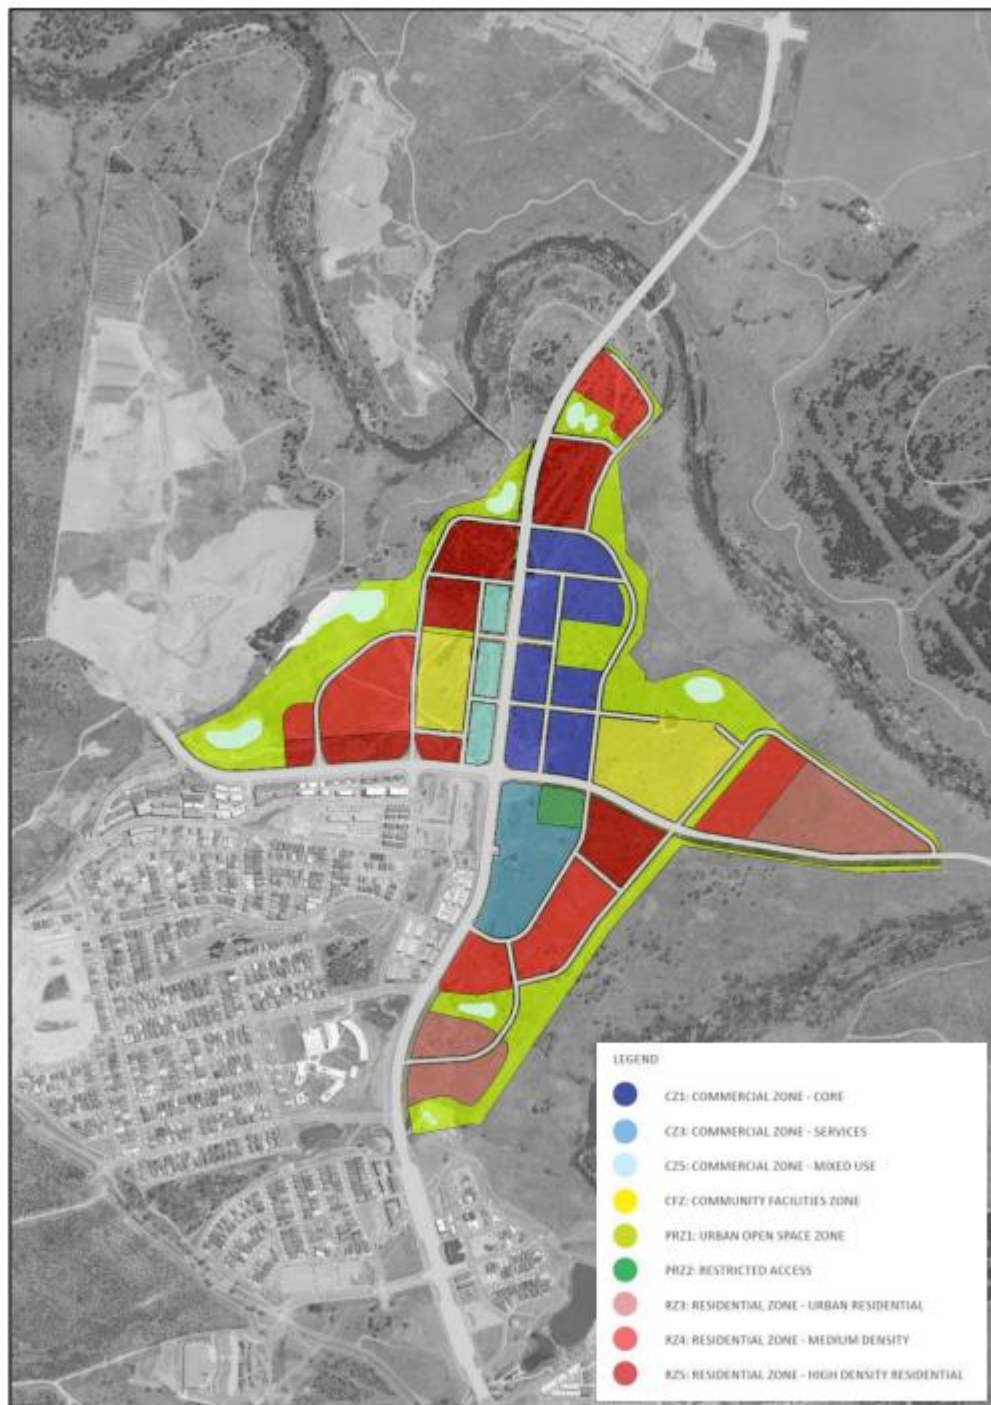 LEGEND
CZ1: COMMERCIAL ZONE - CORE
CZ3: COMMERCIAL ZONE - SERVICES
CZ5: COMMERCIAL ZONE - MIXED USE
CFZ: COMMUNITY FACILITIES ZONE
PRZ1: URBAN OPEN SPACE ZONE
PRZ2: RESTRICTED ACCESS
RZ3: RESIDENTIAL ZONE - URBAN RESIDENTIAL
RZ4: RESIDENTIAL ZONE - MEDIUM DENSITY
RZ5: RESIDENTIAL ZONE - HIGH DENSITY RESIDENTIAL